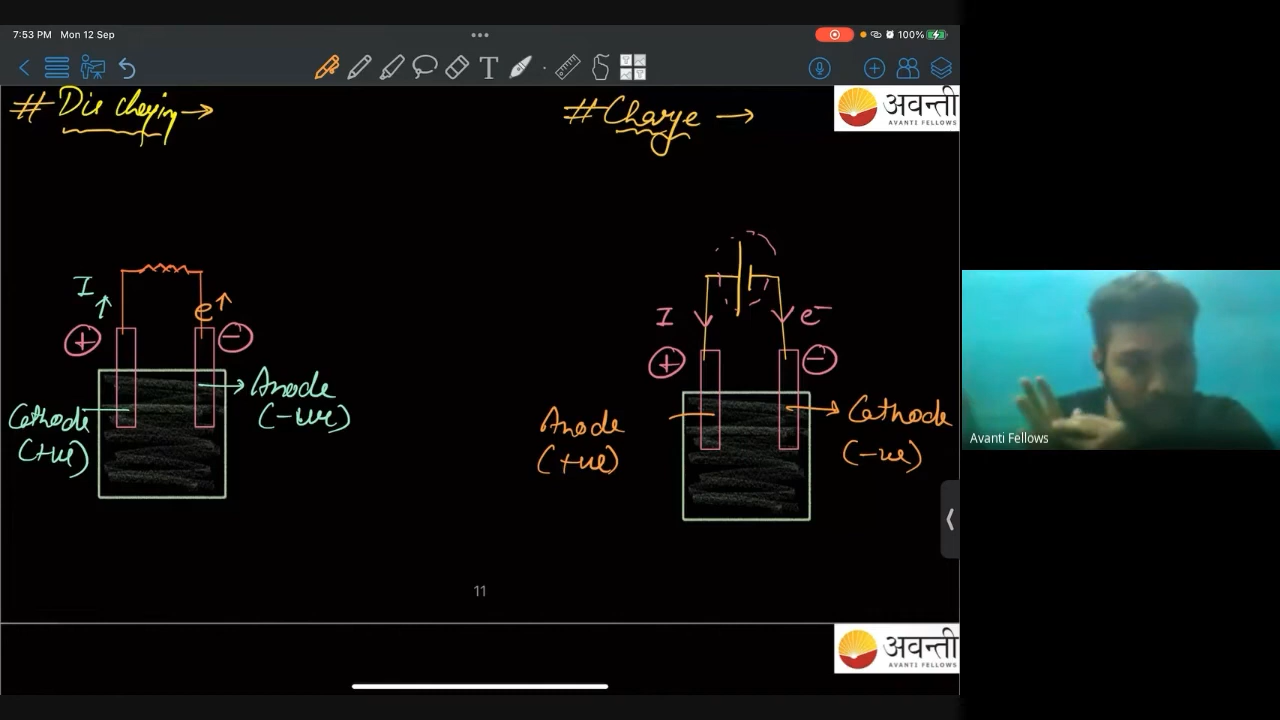 7:53 PM Mon 12 Sep
100%
T
# Dis chaging →
# Charge →
अवन्ती
AVANTI FELLOWS
I
e
+
−
Anode
(-ve)
Cathode
(+ve)
I
e-
+
−
Anode
(+ve)
Cathode
(-ve)
Avanti Fellows
11
अवन्ती
AVANTI FELLOWS